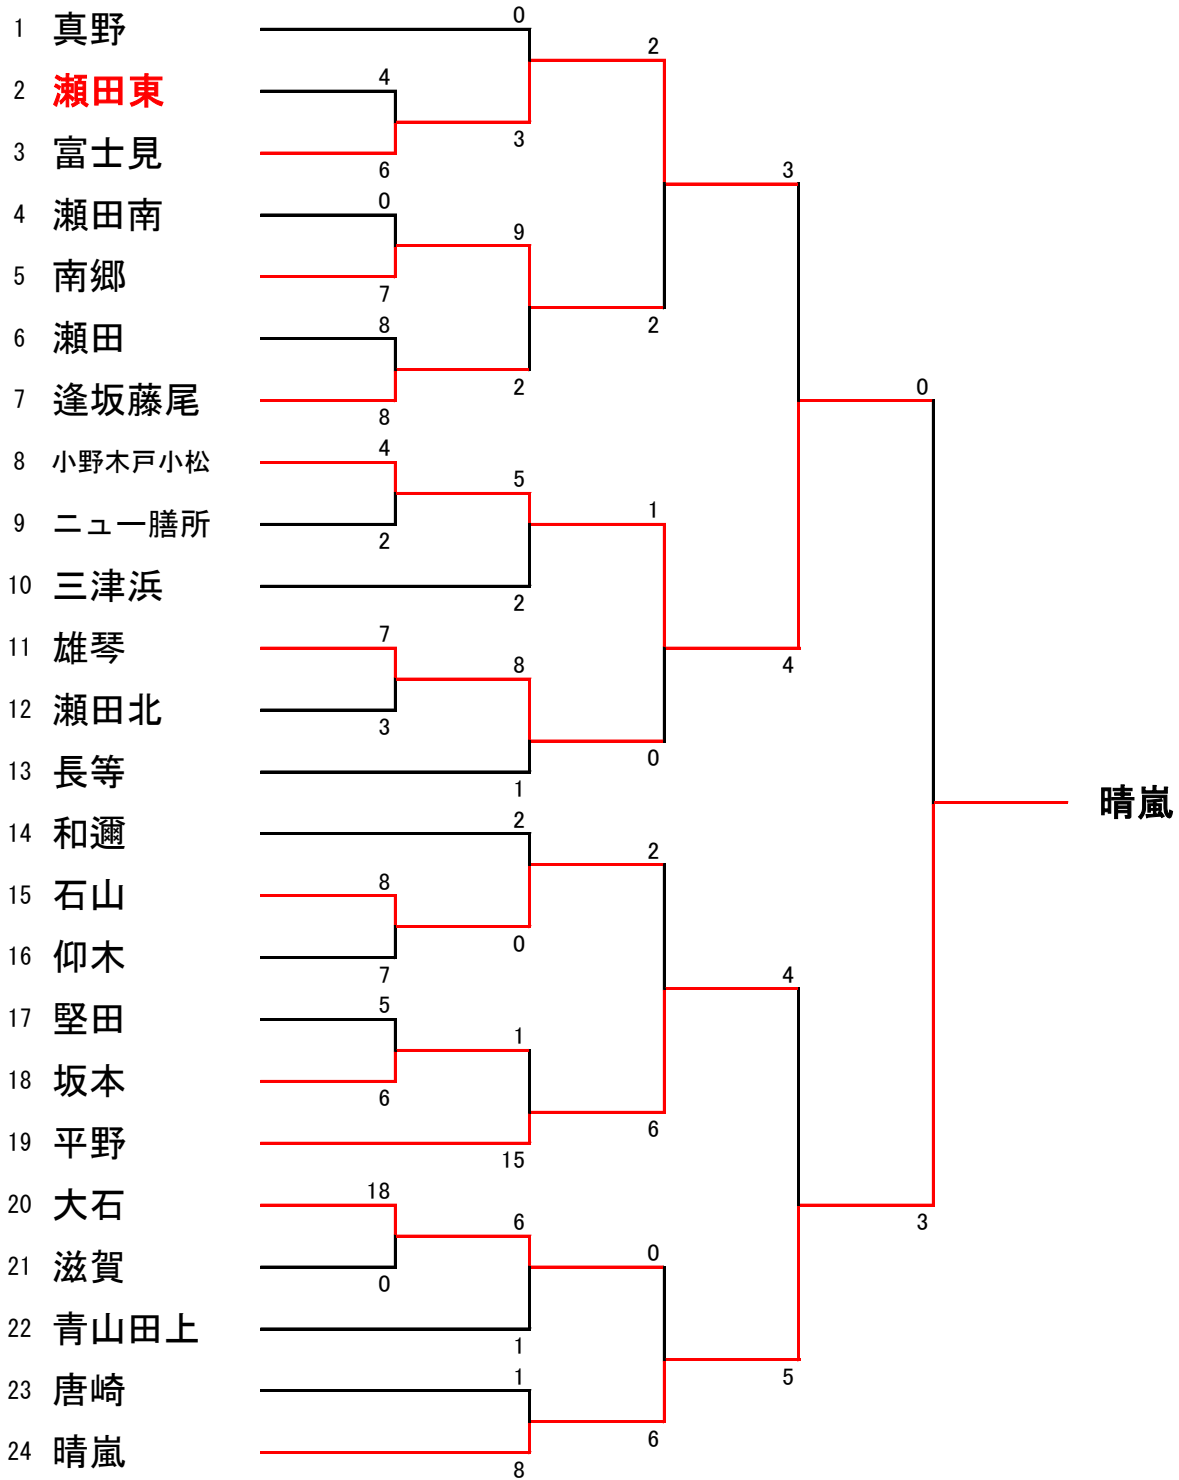 0
1 真野
2
4
2 瀬田東
3
3 富士見
6
3
0
4 瀬田南
9
5 南郷
7
8
2
6 瀬田
0
2
7 逢坂藤尾
8
4
8 小野木戸小松
5
1
9 ニュー膳所
2
10 三津浜
2
7
11 雄琴
8
4
12 瀬田北
3
0
13 長等
1
晴嵐
2
14 和邇
2
8
15 石山
0
16 仰木
7
4
5
17 堅田
1
18 坂本
6
6
19 平野
15
18
20 大石
6
3
0
21 滋賀
0
22 青山田上
1
1
5
23 唐崎
6
24 晴嵐
8